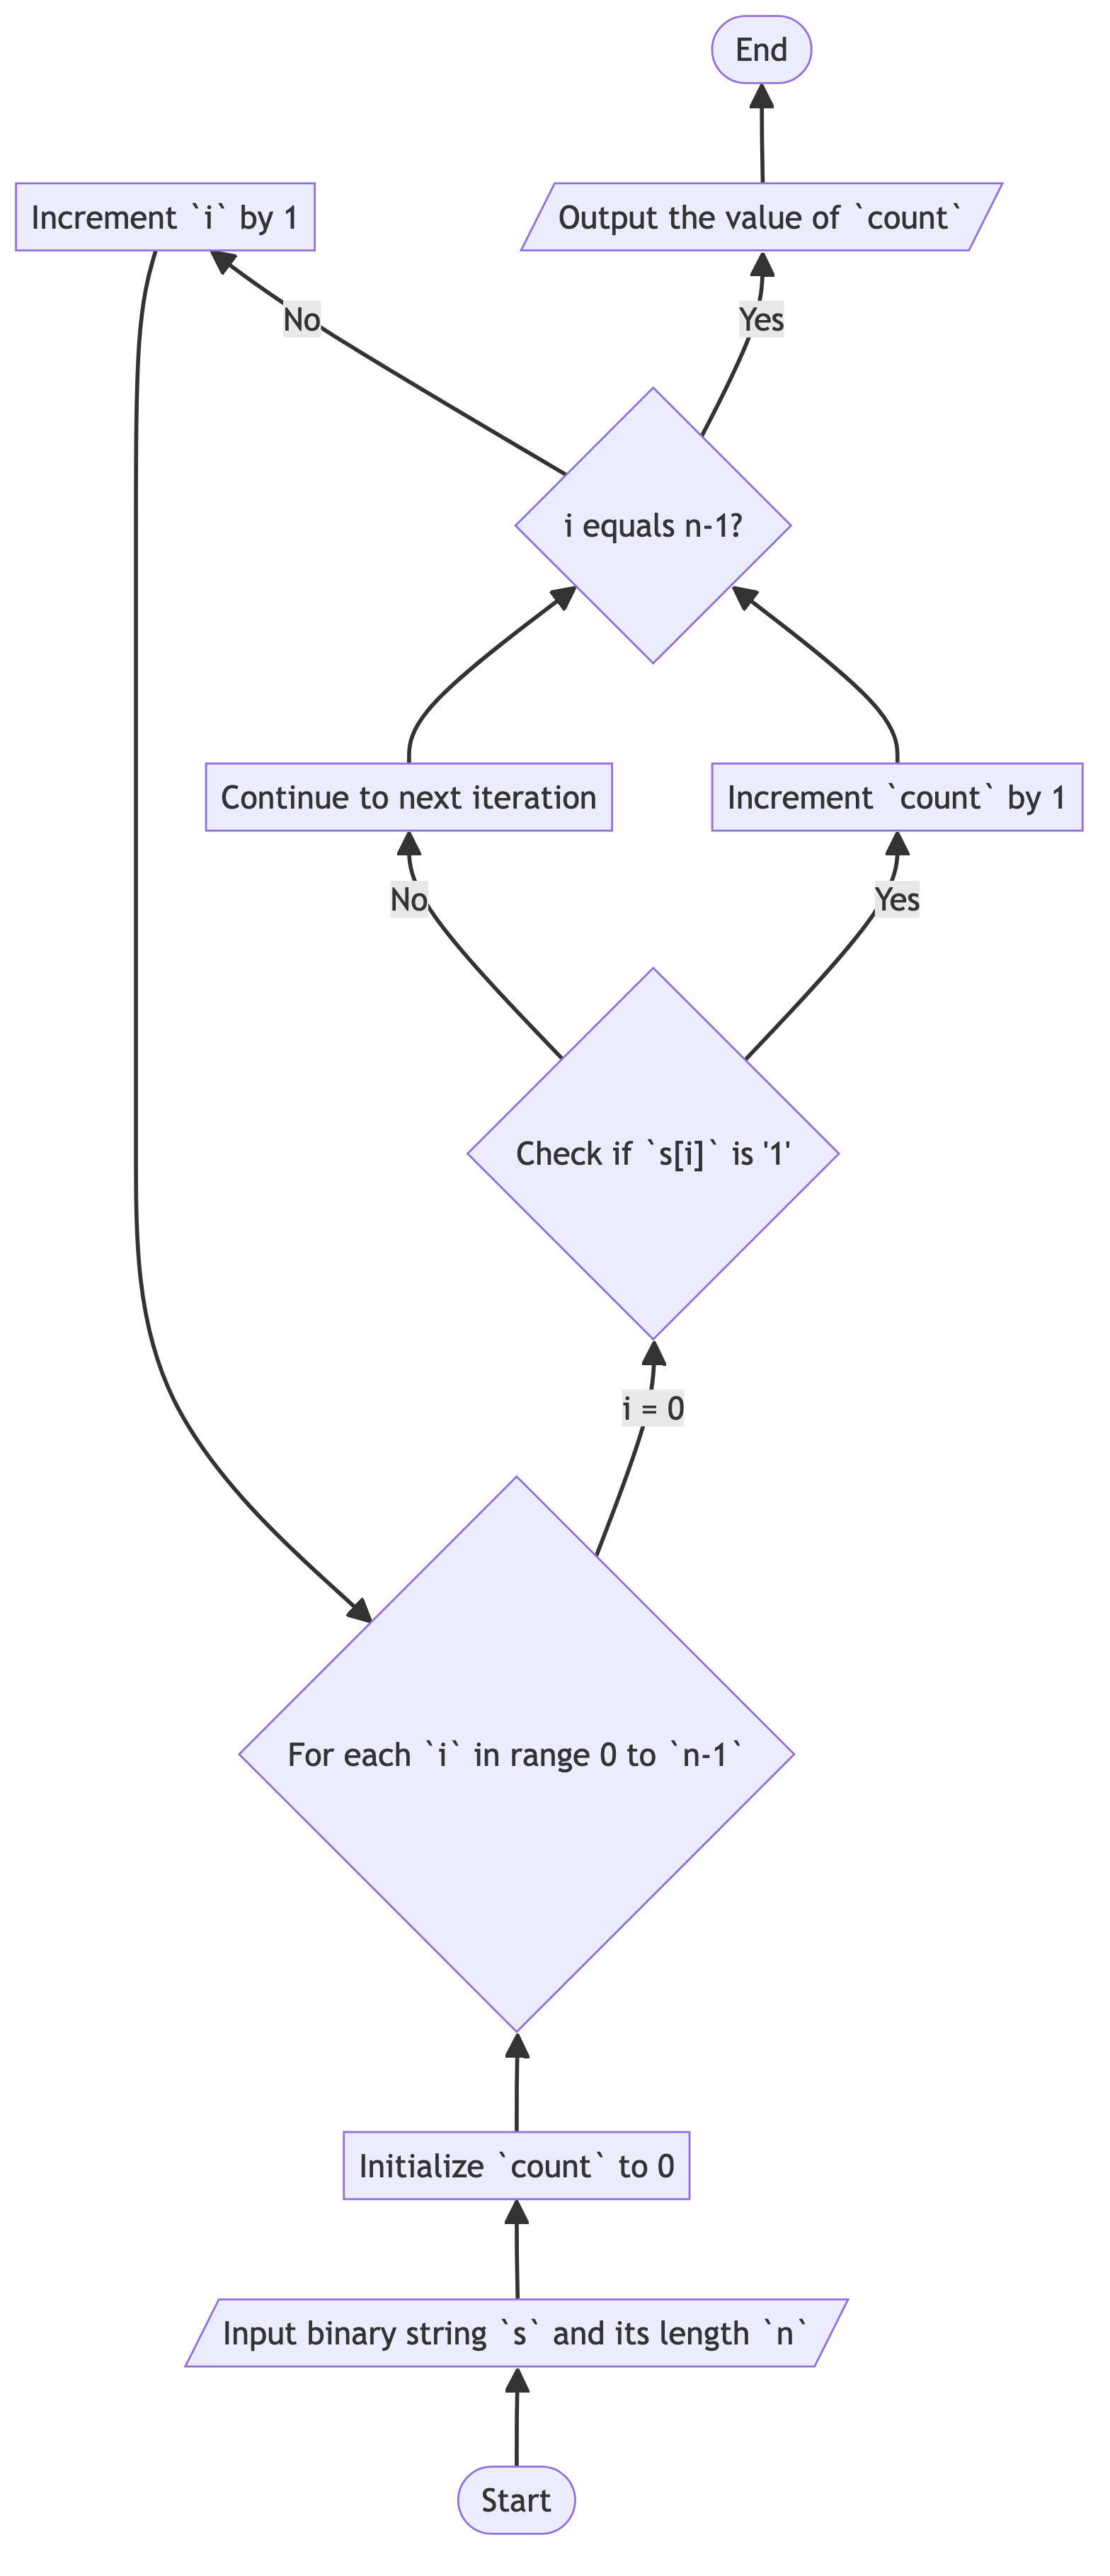 End
Increment `i` by 1
Output the value of `count`
No
Yes
i equals n-1?
Continue to next iteration
Increment `count` by 1
No
Yes
Check if `s[i]` is '1'
i = 0
For each `i` in range 0 to `n-1`
Initialize `count` to 0
Input binary string `s` and its length `n`
Start